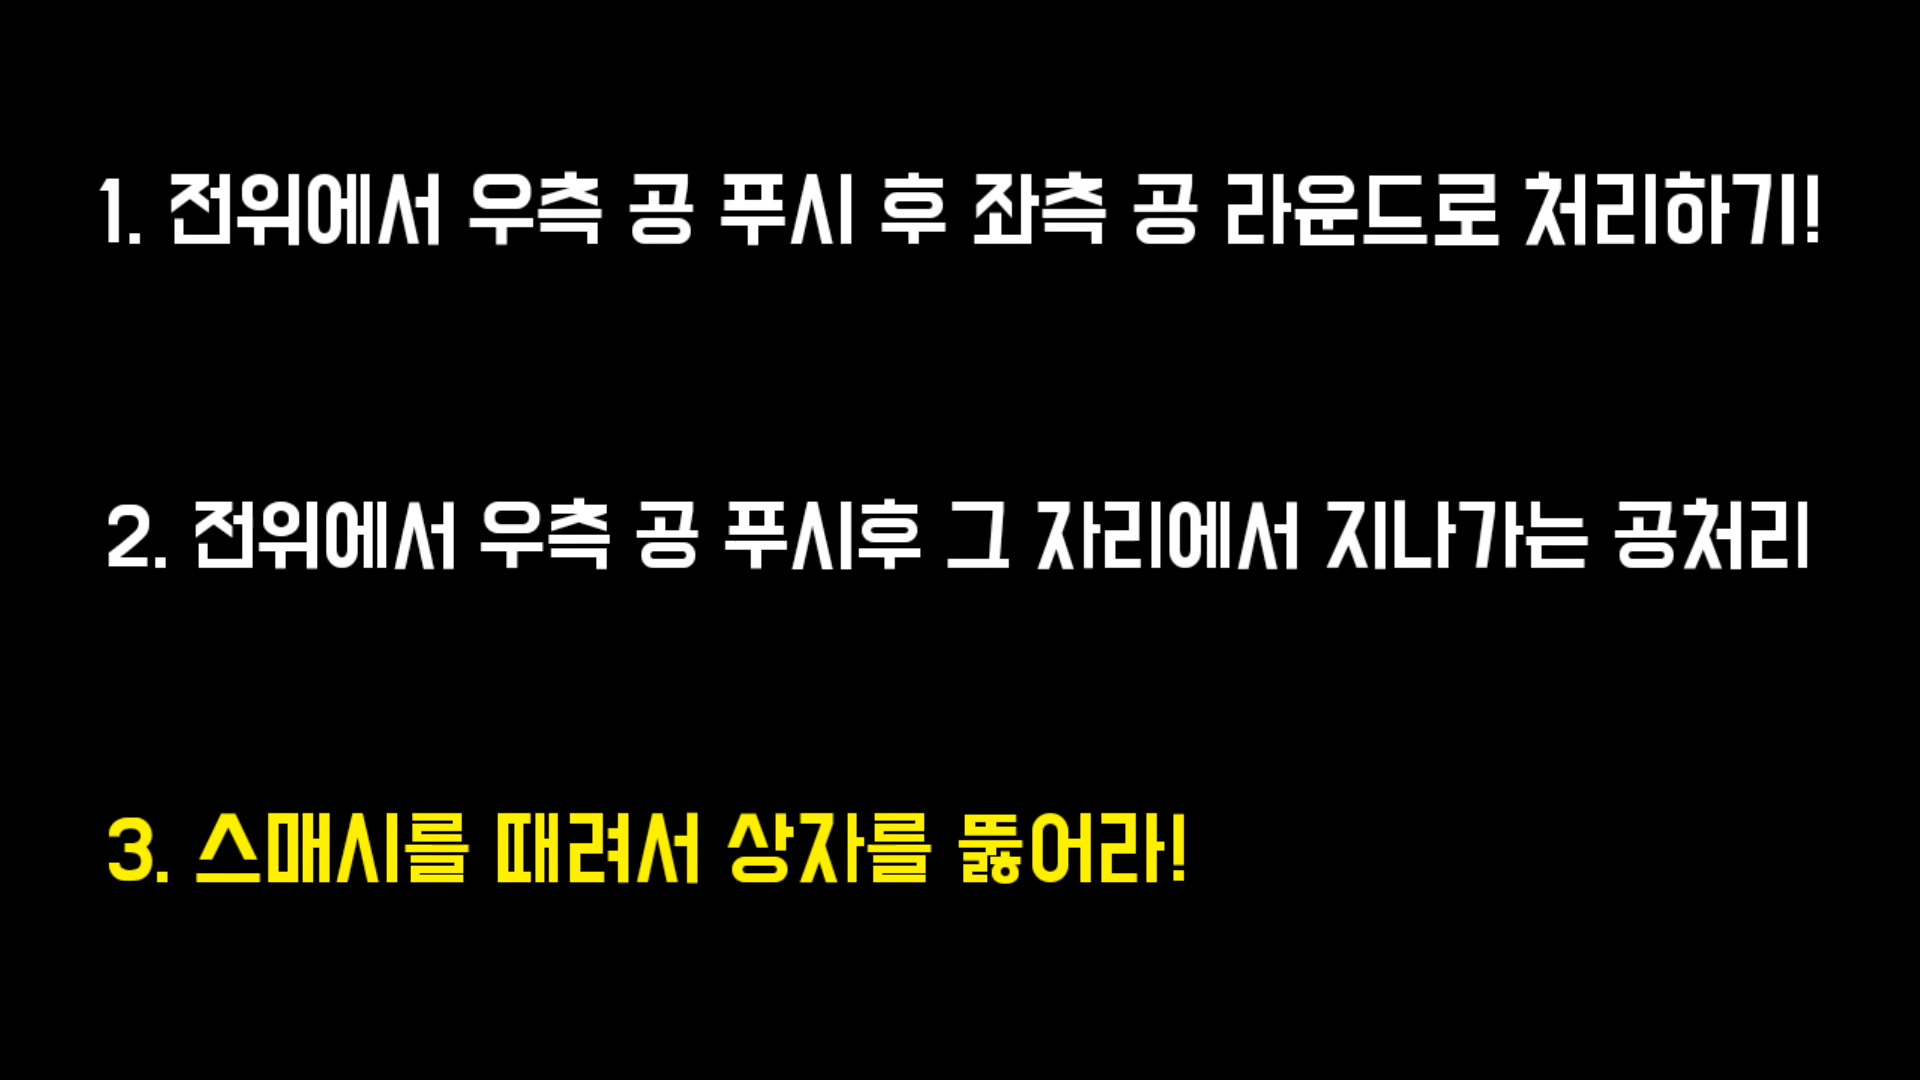 1. 전위에서 우측 공 푸시 후 좌측 공 라운드로 처리하기!
2. 전위에서 우측 공 푸시후 그 자리에서 지나가는 공처리
3. 스매시를 때려서 상자를 뚫어라!